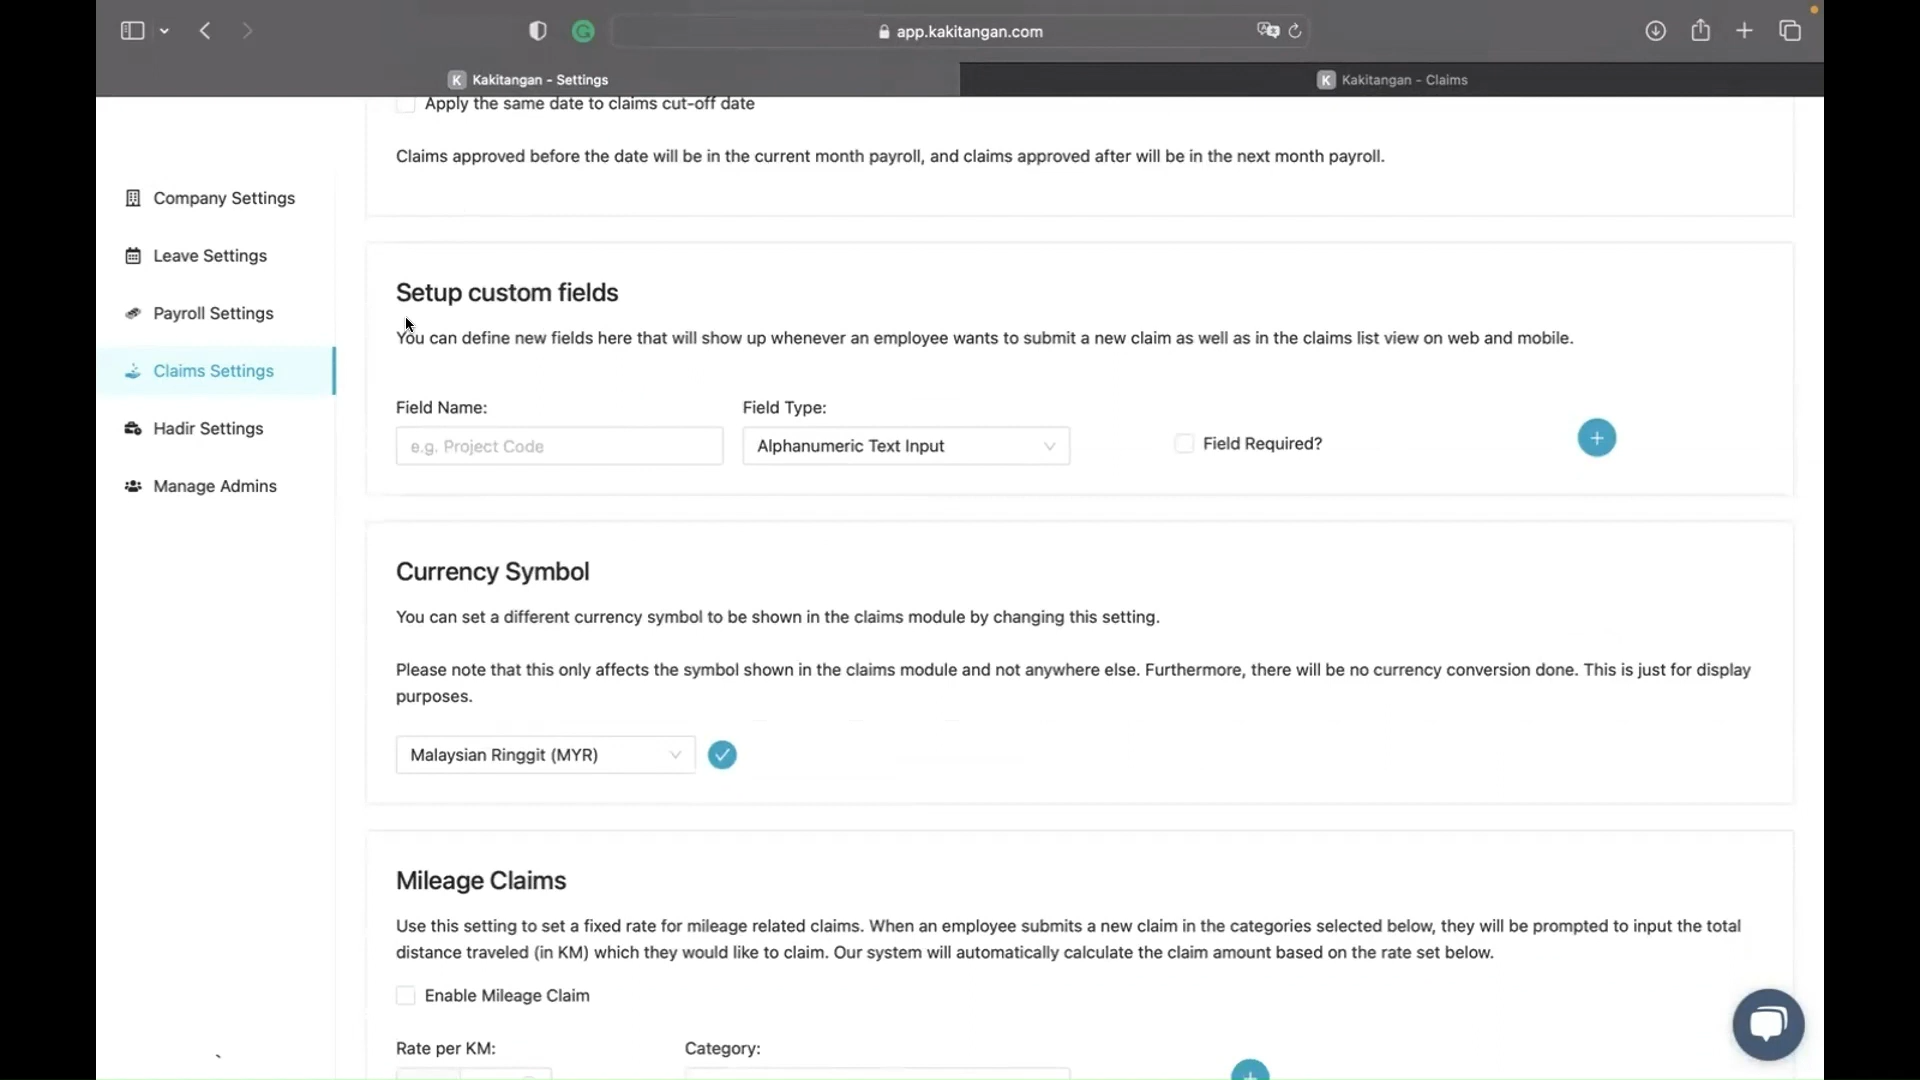 app.kakitangan.com
K Kakitangan - Settings
K Kakitangan - Claims
Apply the same date to claims cut-off date
Claims approved before the date will be in the current month payroll, and claims approved after will be in the next month payroll.
Company Settings
Leave Settings
Payroll Settings
Claims Settings
Hadir Settings
Manage Admins
Setup custom fields
You can define new fields here that will show up whenever an employee wants to submit a new claim as well as in the claims list view on web and mobile.
Field Name:
Field Type:
e.g. Project Code
Alphanumeric Text Input
Field Required?
Currency Symbol
You can set a different currency symbol to be shown in the claims module by changing this setting.
Please note that this only affects the symbol shown in the claims module and not anywhere else. Furthermore, there will be no currency conversion done. This is just for display
purposes.
Malaysian Ringgit (MYR)
Mileage Claims
Use this setting to set a fixed rate for mileage related claims. When an employee submits a new claim in the categories selected below, they will be prompted to input the total
distance traveled (in KM) which they would like to claim. Our system will automatically calculate the claim amount based on the rate set below.
Enable Mileage Claim
Rate per KM:
Category: